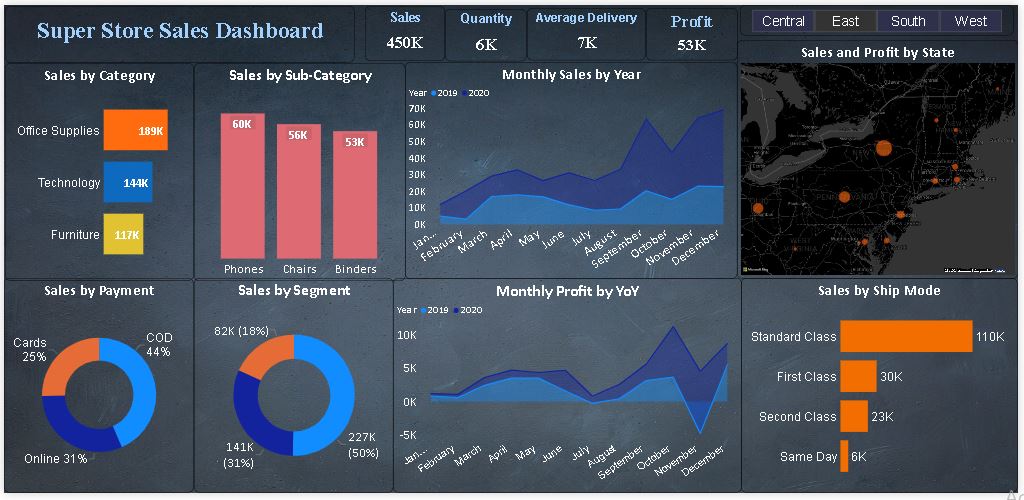 Super Store Sales Dashboard
Sales
450K
Quantity
6K
Average Delivery
7K
Profit
53K
Central
East
South
West
Sales by Category
Office Supplies
189K
Technology
144K
Furniture
117K
Sales by Sub-Category
60K
56K
53K
Phones
Chairs
Binders
Monthly Sales by Year
Year 2019 2020
70K
60K
50K
40K
30K
20K
10K
0K
Jan...
February
March
April
May
June
July
August
September
October
November
December
Sales and Profit by State
PENNSYLVANIA
Sales by Payment
Cards
25%
COD
44%
Online 31%
Sales by Segment
82K (18%)
141K
(31%)
227K
(50%)
Monthly Profit by YoY
Year 2019 2020
10K
5K
0K
-5K
Jan...
February
March
April
May
June
July
August
September
October
November
December
Sales by Ship Mode
Standard Class
110K
First Class
30K
Second Class
23K
Same Day
6K